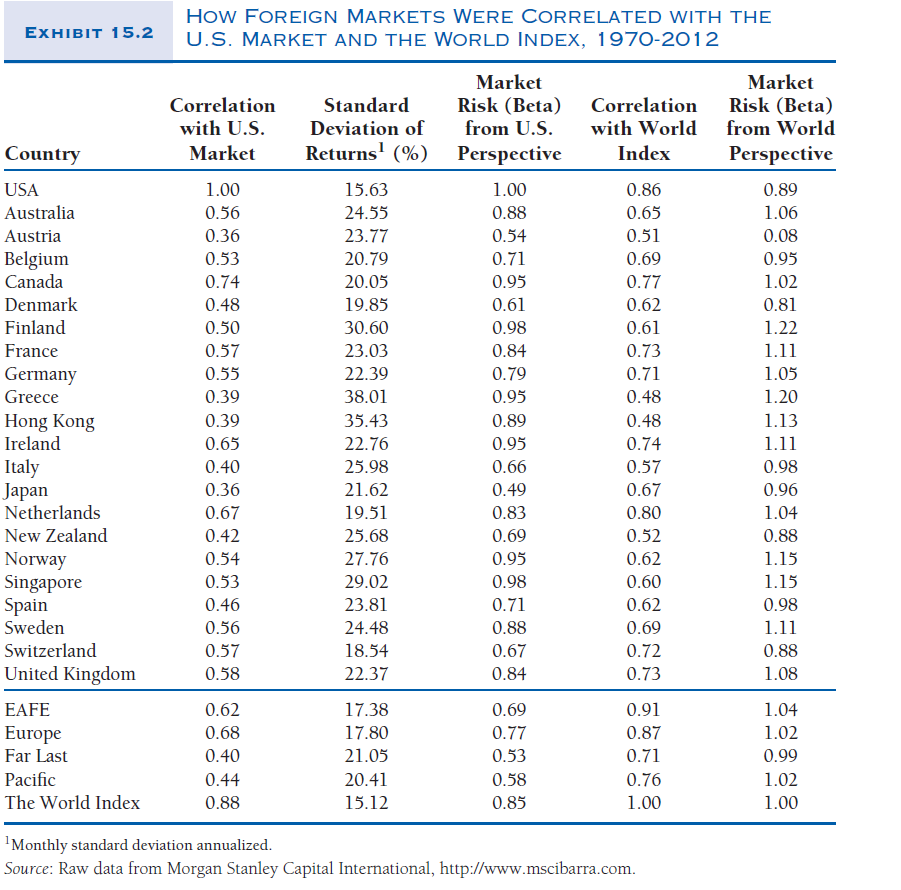 EXHIBIT 15.2
HOW FOREIGN MARKETS WERE CORRELATED WITH THE
U.S. MARKET AND THE WORLD INDEX, 1970-2012
Market Market
Correlation Standard Risk (Beta) Correlation Risk (Beta)
with U.S. Deviation of from U.S. with World from World
Country Market Returns¹ (%) Perspective Index Perspective
USA 1.00 15.63 1.00 0.86 0.89
Australia 0.56 24.55 0.88 0.65 1.06
Austria 0.36 23.77 0.54 0.51 0.08
Belgium 0.53 20.79 0.71 0.69 0.95
Canada 0.74 20.05 0.95 0.77 1.02
Denmark 0.48 19.85 0.61 0.62 0.81
Finland 0.50 30.60 0.98 0.61 1.22
France 0.57 23.03 0.84 0.73 1.11
Germany 0.55 22.39 0.79 0.71 1.05
Greece 0.39 38.01 0.95 0.48 1.20
Hong Kong 0.39 35.43 0.89 0.48 1.13
Ireland 0.65 22.76 0.95 0.74 1.11
Italy 0.40 25.98 0.66 0.57 0.98
Japan 0.36 21.62 0.49 0.67 0.96
Netherlands 0.67 19.51 0.83 0.80 1.04
New Zealand 0.42 25.68 0.69 0.52 0.88
Norway 0.54 27.76 0.95 0.62 1.15
Singapore 0.53 29.02 0.98 0.60 1.15
Spain 0.46 23.81 0.71 0.62 0.98
Sweden 0.56 24.48 0.88 0.69 1.11
Switzerland 0.57 18.54 0.67 0.72 0.88
United Kingdom 0.58 22.37 0.84 0.73 1.08
EAFE 0.62 17.38 0.69 0.91 1.04
Europe 0.68 17.80 0.77 0.87 1.02
Far Last 0.40 21.05 0.53 0.71 0.99
Pacific 0.44 20.41 0.58 0.76 1.02
The World Index 0.88 15.12 0.85 1.00 1.00
¹Monthly standard deviation annualized.
Source: Raw data from Morgan Stanley Capital International, http://www.mscibarra.com.